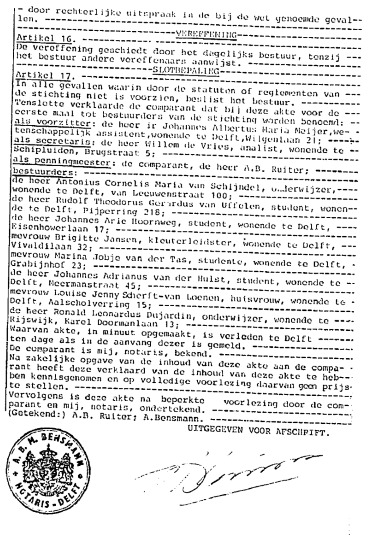 - door rechterlijke uitspraak in de bij de wet genoemde geval-
len. ---
---VEREFFENING---
Artikel 16. ---
De vereffening geschiedt door het dagelijks bestuur, tenzij ---
het bestuur andere vereffenaars aanwijst. ---
---SLOTBEPALING---
Artikel 17. ---
In alle gevallen waarin door de statuten of reglementen van ---
de stichting niet is voorzien, beslist het bestuur. ---
Tenslotte verklaarde de comparant dat bij deze akte voor de ---
eerste maal tot bestuurders van de stichting worden benoemd: -
als voorzitter: de heer ir Johannes Albertus Maria Meijer, we-
tenschappelijk assistent, wonende te Delft, Wilgenlaan 21; ---
als secretaris: de heer Willem de Vries, analist, wonende te -
Schipluiden, Brugstraat 5; ---
als penningmeester: de comparant, de heer A.B. Ruiter; ---
bestuurders: ---
de heer Antonius Cornelis Maria van Schijndel, onderwijzer, --
wonende te Delft, van Leeuwenstraat 100; ---
de heer Rudolf Theodorus Gerardus van Uffelen, student, wonen-
de te Delft, Pijperring 218; ---
de heer Johannes Arie Hoornweg, student, wonende te Delft, ---
Eisenhowerlaan 17; ---
mevrouw Brigitte Jansen, kleuterleidster, wonende te Delft, -
Vivaldilaan 32; ---
mevrouw Marina Jobje van der Tas, studente, wonende te Delft, -
Grabijnhof 23; ---
de heer Johannes Adrianus van der Hulst, student, wonende te --
Delft, Meermanstraat 45; ---
mevrouw Louise Jenny Scherft-van Loenen, huisvrouw, wonende te -
Delft, Aalscholverring 15; ---
de heer Ronald Leonardus Dujardin, onderwijzer, wonende te ---
Rijswijk, Karel Doormanlaan 13; ---
Waarvan akte, in minuut opgemaakt, is verleden te Delft ---
ten dage als in de aanvang dezer is gemeld. ---
De comparant is mij, notaris, bekend. ---
Na zakelijke opgave van de inhoud van deze akte aan de compa-
rant heeft deze verklaard van de inhoud van deze akte te heb--
ben kennisgenomen en op volledige voorlezing daarvan geen prijs-
te stellen. ---
Vervolgens is deze akte na beperkte voorlezing door de com-
parant en mij, notaris, ondertekend. ---
(Getekend:) A.B. Ruiter; A.Bensmann. ---
UITGEGEVEN VOOR AFSCHRIFT.
A. B. M. BENSMANN
NOTARIS - DELFT